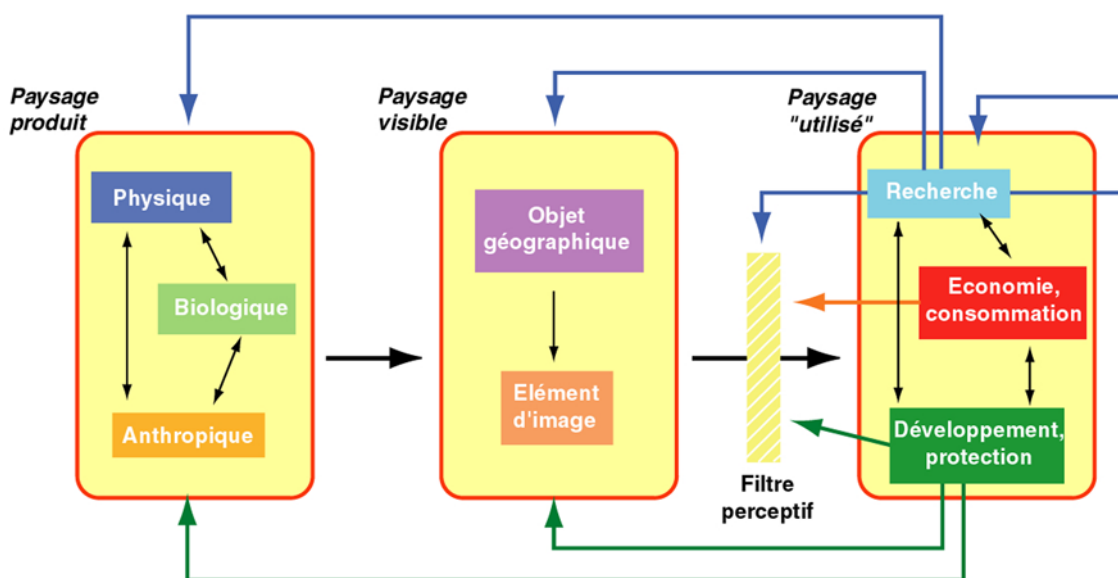 Paysage
produit
Physique
Biologique
Anthropique
Paysage
visible
Objet
géographique
Elément
d'image
Filtre
perceptif
Paysage
"utilisé"
Recherche
Economie,
consommation
Développement,
protection